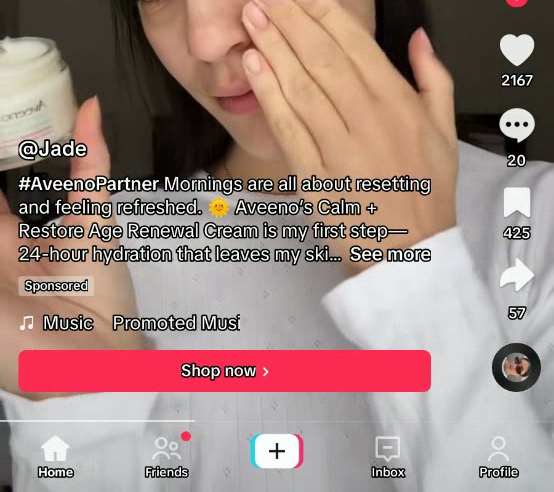 2167
20
@Jade
#AveenoPartner Mornings are all about resetting
and feeling refreshed. 🌞 Aveeno's Calm +
Restore Age Renewal Cream is my first step—
24-hour hydration that leaves my ski... See more
425
Sponsored
57
Music Promoted Musi
Shop now >
Home
Friends
Inbox
Profile